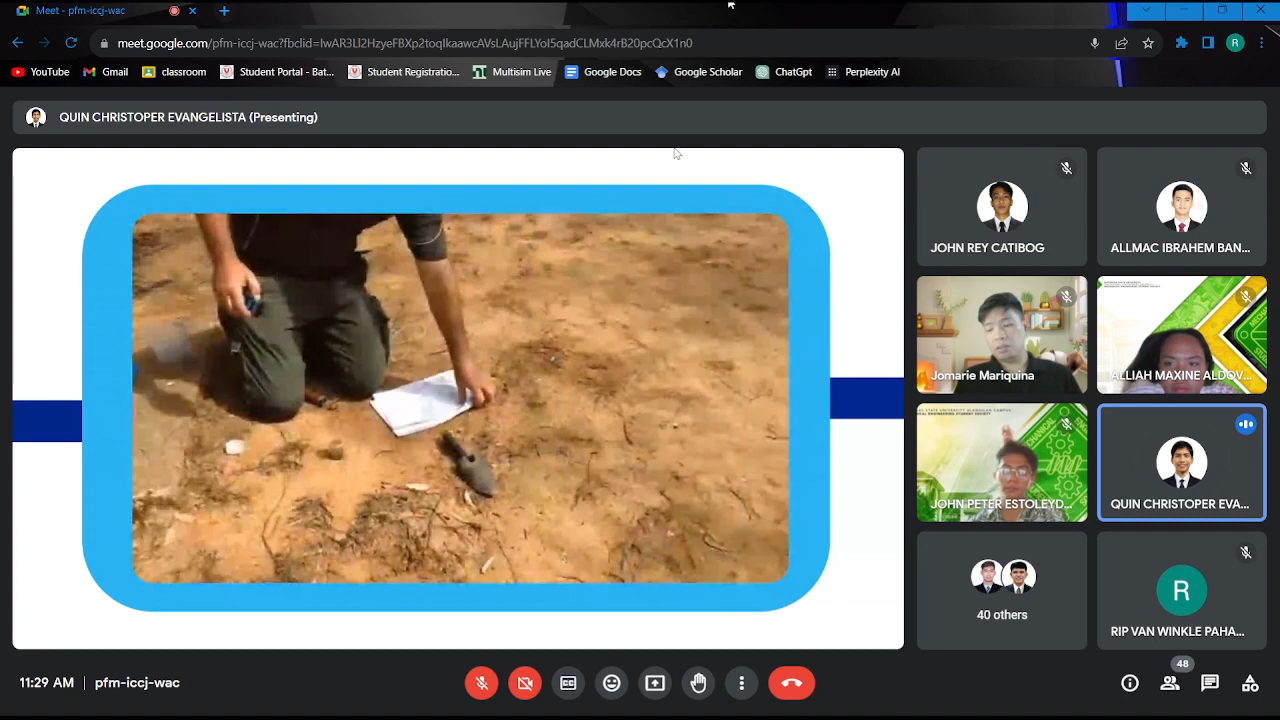 Meet - pfm-iccj-wac
meet.google.com/pfm-iccj-wac?fbclid=IwAR3Ll2HzyeFBXp2toqIkaawcAVsLAujFFLYoI5qadCLMxk4rB20pcQcX1n0
R
YouTube Gmail classroom Student Portal - Bat... Student Registratio... Multisim Live Google Docs Google Scholar ChatGpt Perplexity AI
QUIN CHRISTOPER EVANGELISTA (Presenting)
JOHN REY CATIBOG
ALLMAC IBRAHEM BAN...
Jomarie Mariquina
ALLIAH MAXINE ALDOV...
JOHN PETER ESTOLEYD...
QUIN CHRISTOPER EVA...
40 others
R
RIP VAN WINKLE PAHA...
11:29 AM pfm-iccj-wac
48